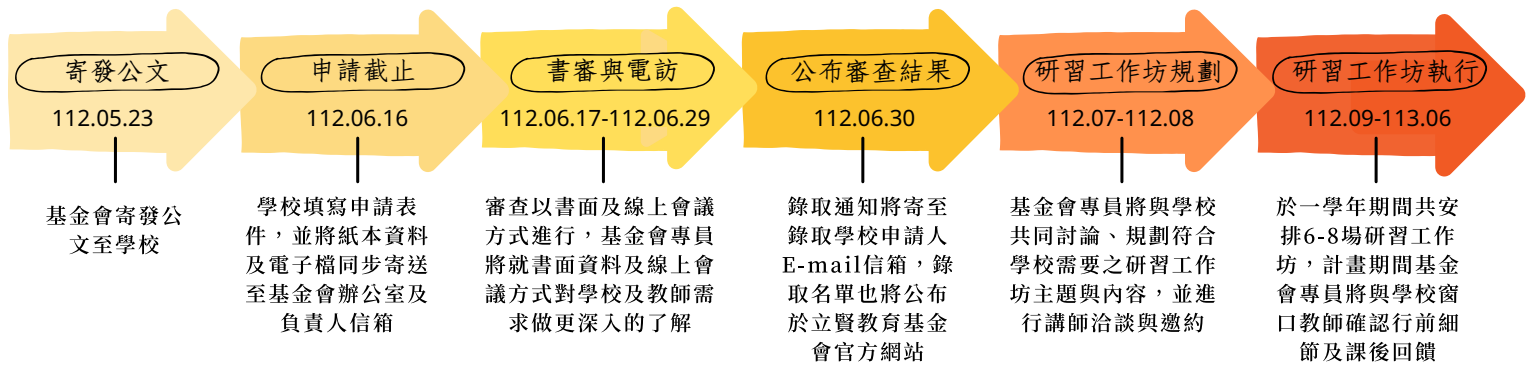 寄發公文
112.05.23
基金會寄發公
文至學校
申請截止
112.06.16
學校填寫申請表
件，並將紙本資料
及電子檔同步寄送
至基金會辦公室及
負責人信箱
書審與電訪
112.06.17-112.06.29
審查以書面及線上會議
方式進行，基金會專員
將就書面資料及線上會
議方式對學校及教師需
求做更深入的了解
公布審查結果
112.06.30
錄取通知將寄至
錄取學校申請人
E-mail信箱，錄
取名單也將公布
於立賢教育基金
會官方網站
研習工作坊規劃
112.07-112.08
基金會專員將與學校
共同討論、規劃符合
學校需要之研習工作
坊主題與內容，並進
行講師洽談與邀約
研習工作坊執行
112.09-113.06
於一學年期間共安
排6-8場研習工作
坊，計畫期間基金
會專員將與學校窗
口教師確認行前細
節及課後回饋